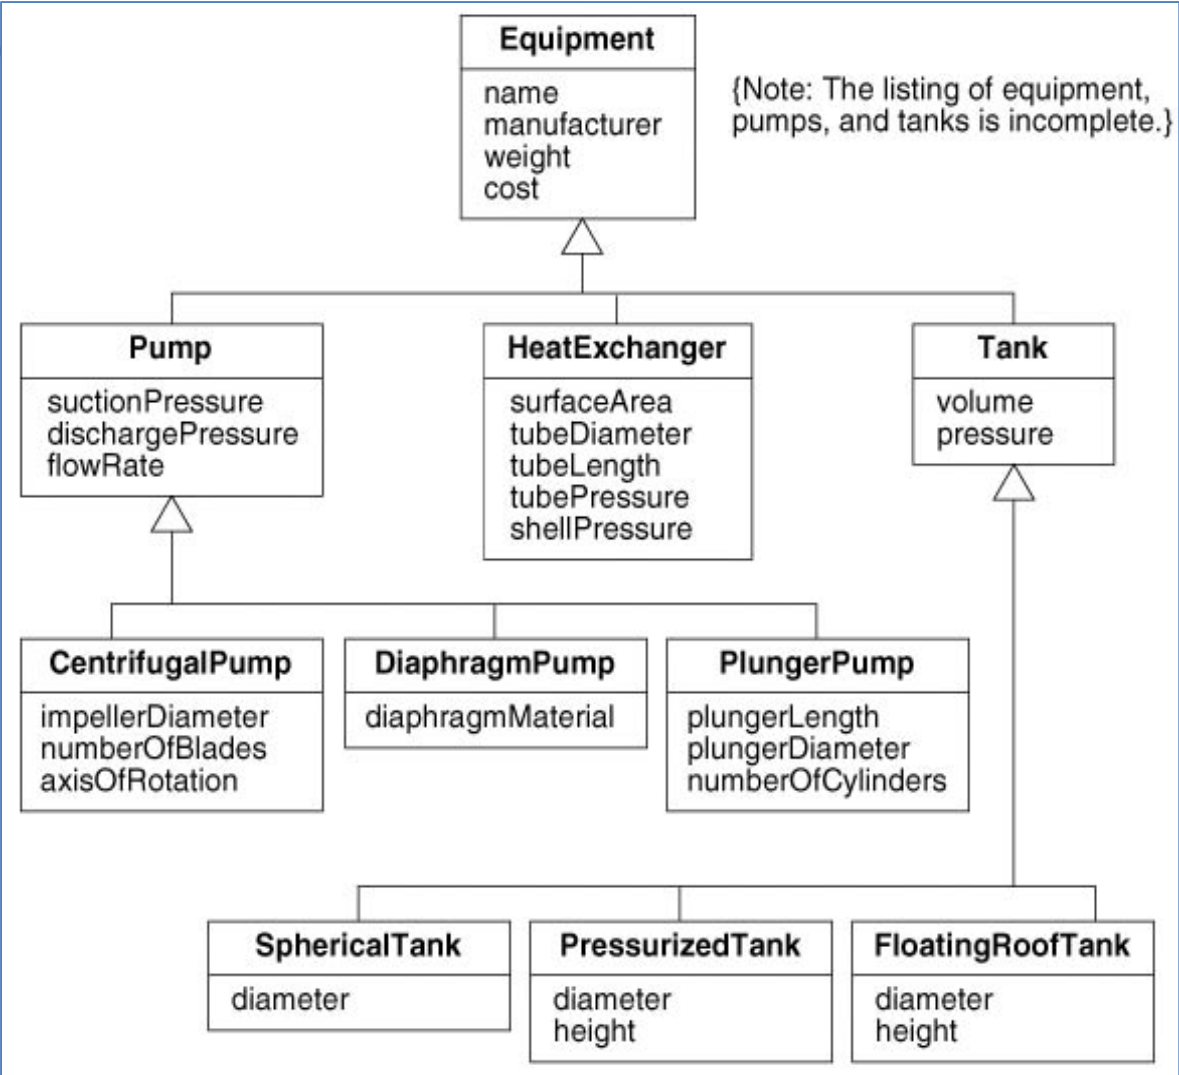 Equipment
name
manufacturer
weight
cost
{Note: The listing of equipment,
pumps, and tanks is incomplete.}
Pump
suctionPressure
dischargePressure
flowRate
HeatExchanger
surfaceArea
tubeDiameter
tubeLength
tubePressure
shellPressure
Tank
volume
pressure
CentrifugalPump
impellerDiameter
numberOfBlades
axisOfRotation
DiaphragmPump
diaphragmMaterial
PlungerPump
plungerLength
plungerDiameter
numberOfCylinders
SphericalTank
diameter
PressurizedTank
diameter
height
FloatingRoofTank
diameter
height